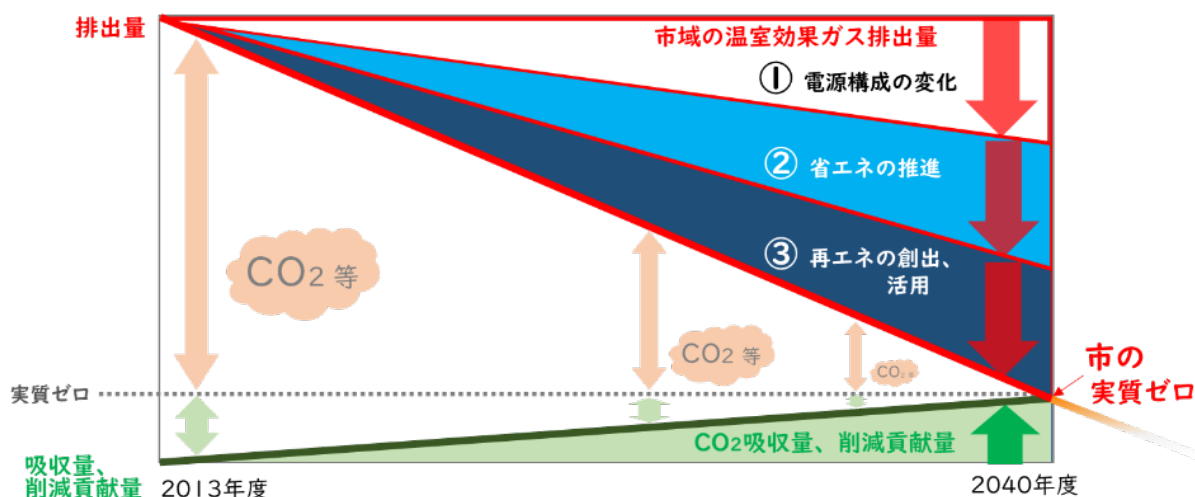 排出量
市域の温室効果ガス排出量
① 電源構成の変化
② 省エネの推進
③ 再エネの創出、
活用
CO2 等
CO2 等
CO2 等
実質ゼロ
市の
実質ゼロ
CO2吸収量、削減貢献量
吸収量、
削減貢献量
2013年度
2040年度